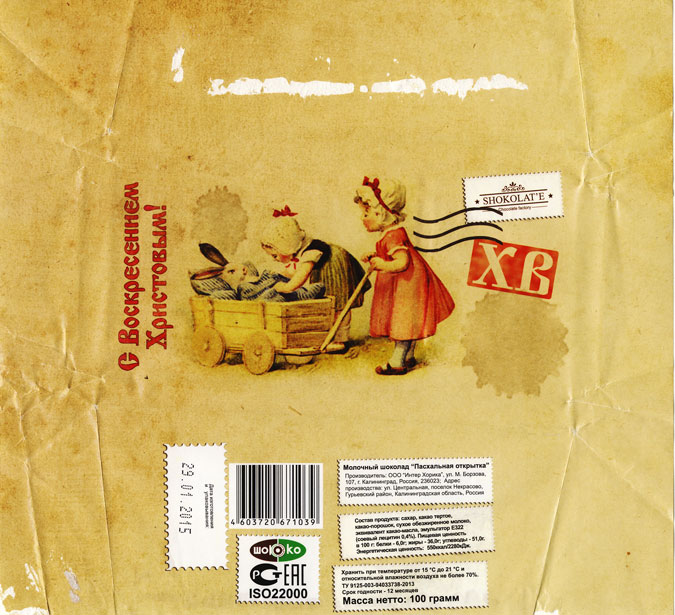 С Воскресением
Христовым!
SHOKOLAT'E
Chocolate factory
ХВ
29.01.2015
Дата изготовления
и упаковывания
4 603720 671039
шоКоко
РСТ ЕАС
ISO22000
Молочный шоколад "Пасхальная открытка"
Производитель: ООО "Интер Хорика", ул. М. Борзова,
107, г. Калининград, Россия, 236023; Адрес
производства: ул. Центральная, поселок Некрасово,
Гурьевский район, Калининградская область, Россия
Состав продукта: сахар, какао тертое,
какао-порошок, сухое обезжиренное молоко,
эквивалент какао-масла, эмульгатор Е322
(соевый лецитин 0,4%). Пищевая ценность
в 100 г: белки - 6,0г; жиры - 36,0г; углеводы - 51,0г.
Энергетическая ценность: 550ккал/2280кДж.
Хранить при температуре от 15 °С до 21 °С и
относительной влажности воздуха не более 70%.
ТУ 9125-003-94033738-2013
Срок годности - 12 месяцев
Масса нетто: 100 грамм